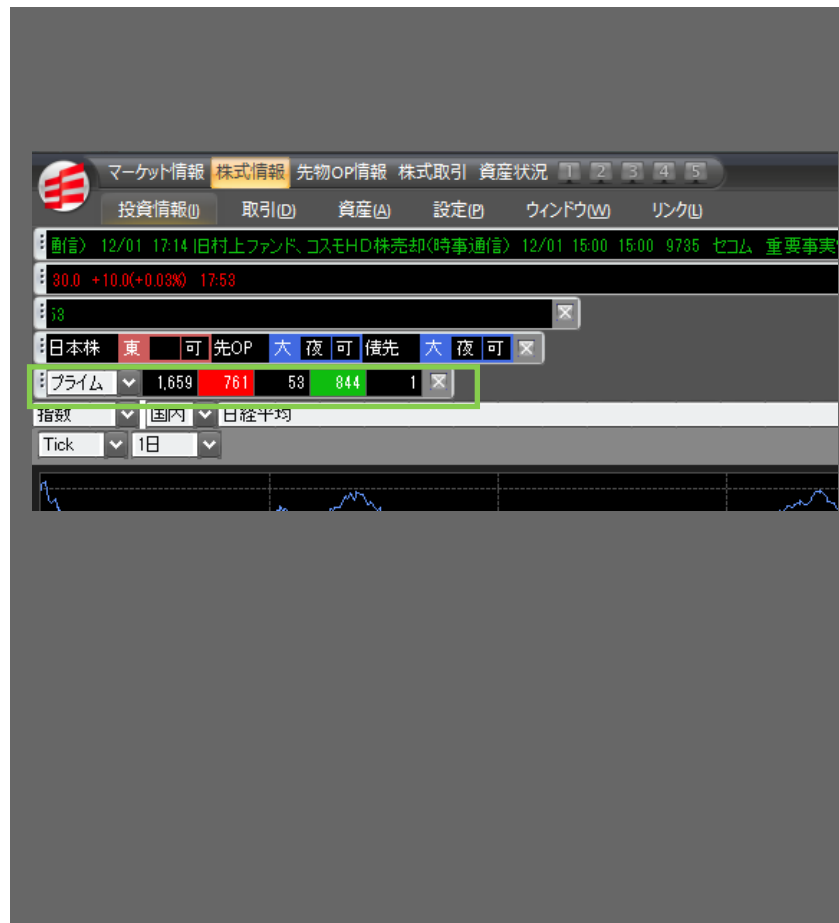 マーケット情報 株式情報 先物OP情報 株式取引 資産状況 1 2 3 4 5
投資情報(I) 取引(D) 資産(A) 設定(P) ウィンドウ(W) リンク(L)
通信） 12/01 17:14 旧村上ファンド、コスモHD株売却(時事通信） 12/01 15:00 15:00 9735 セコム 重要事実
30.0 +10.0(+0.03%) 17:53
53
日本株 東 可 先OP 大 夜 可 債先 大 夜 可
プライム 1,659 761 53 844 1
指数 国内 日経平均
Tick 1日